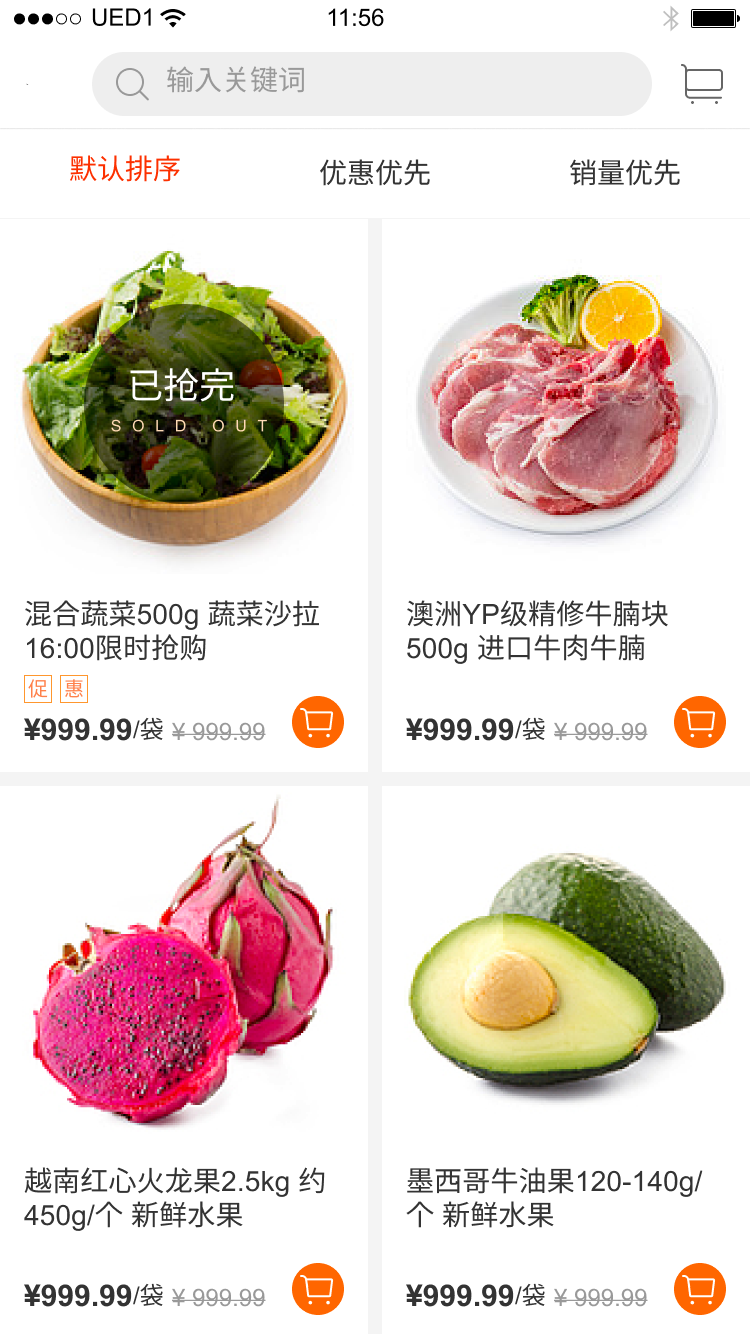 UED1
11:56
输入关键词
默认排序
优惠优先
销量优先
已抢完
SOLD OUT
混合蔬菜500g 蔬菜沙拉
16:00限时抢购
促 惠
¥999.99/袋 ¥ 999.99
澳洲YP级精修牛腩块
500g 进口牛肉牛腩
¥999.99/袋 ¥ 999.99
越南红心火龙果2.5kg 约
450g/个 新鲜水果
¥999.99/袋 ¥ 999.99
墨西哥牛油果120-140g/
个 新鲜水果
¥999.99/袋 ¥ 999.99